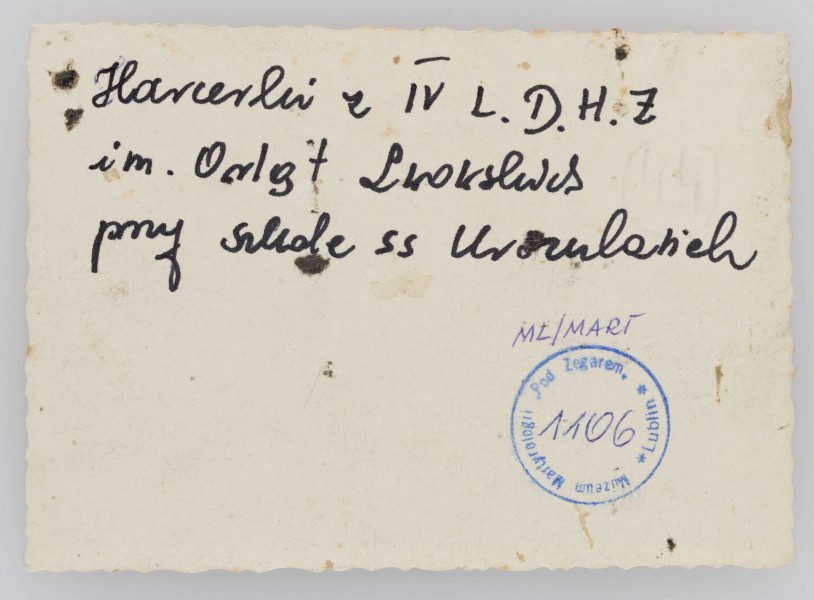 Harcerki z IV L.D.H.Ż
im. Orląt Lwowskich
przy szkole ss Urszulanek
ML/MART
Muzeum Martyrologii „Pod Zegarem" * Lublin *
1106